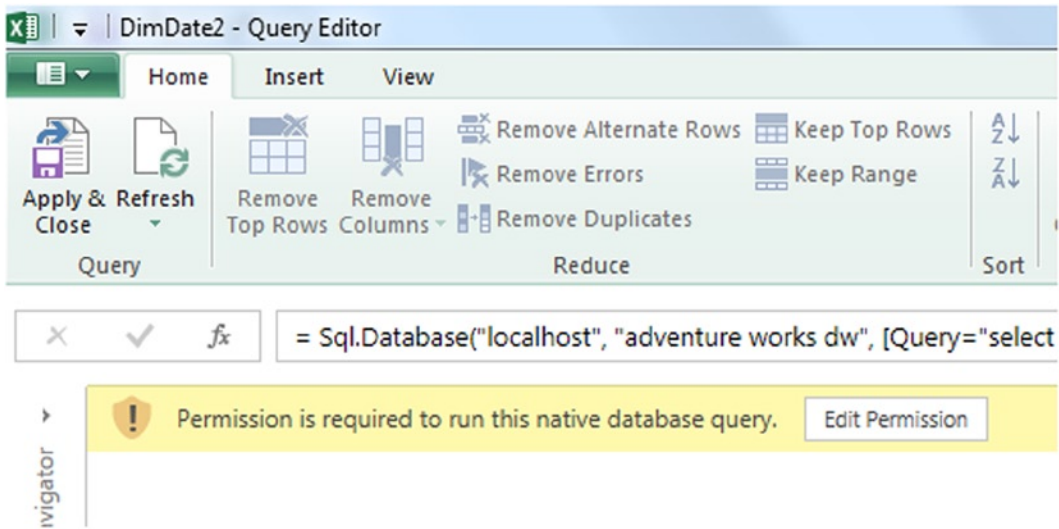 DimDate2 - Query Editor
Home Insert View
Apply & Close
Refresh
Remove Top Rows
Remove Columns
Remove Alternate Rows
Remove Errors
Remove Duplicates
Keep Top Rows
Keep Range
Query
Reduce
Sort
fx
= Sql.Database("localhost", "adventure works dw", [Query="select
Permission is required to run this native database query.
Edit Permission